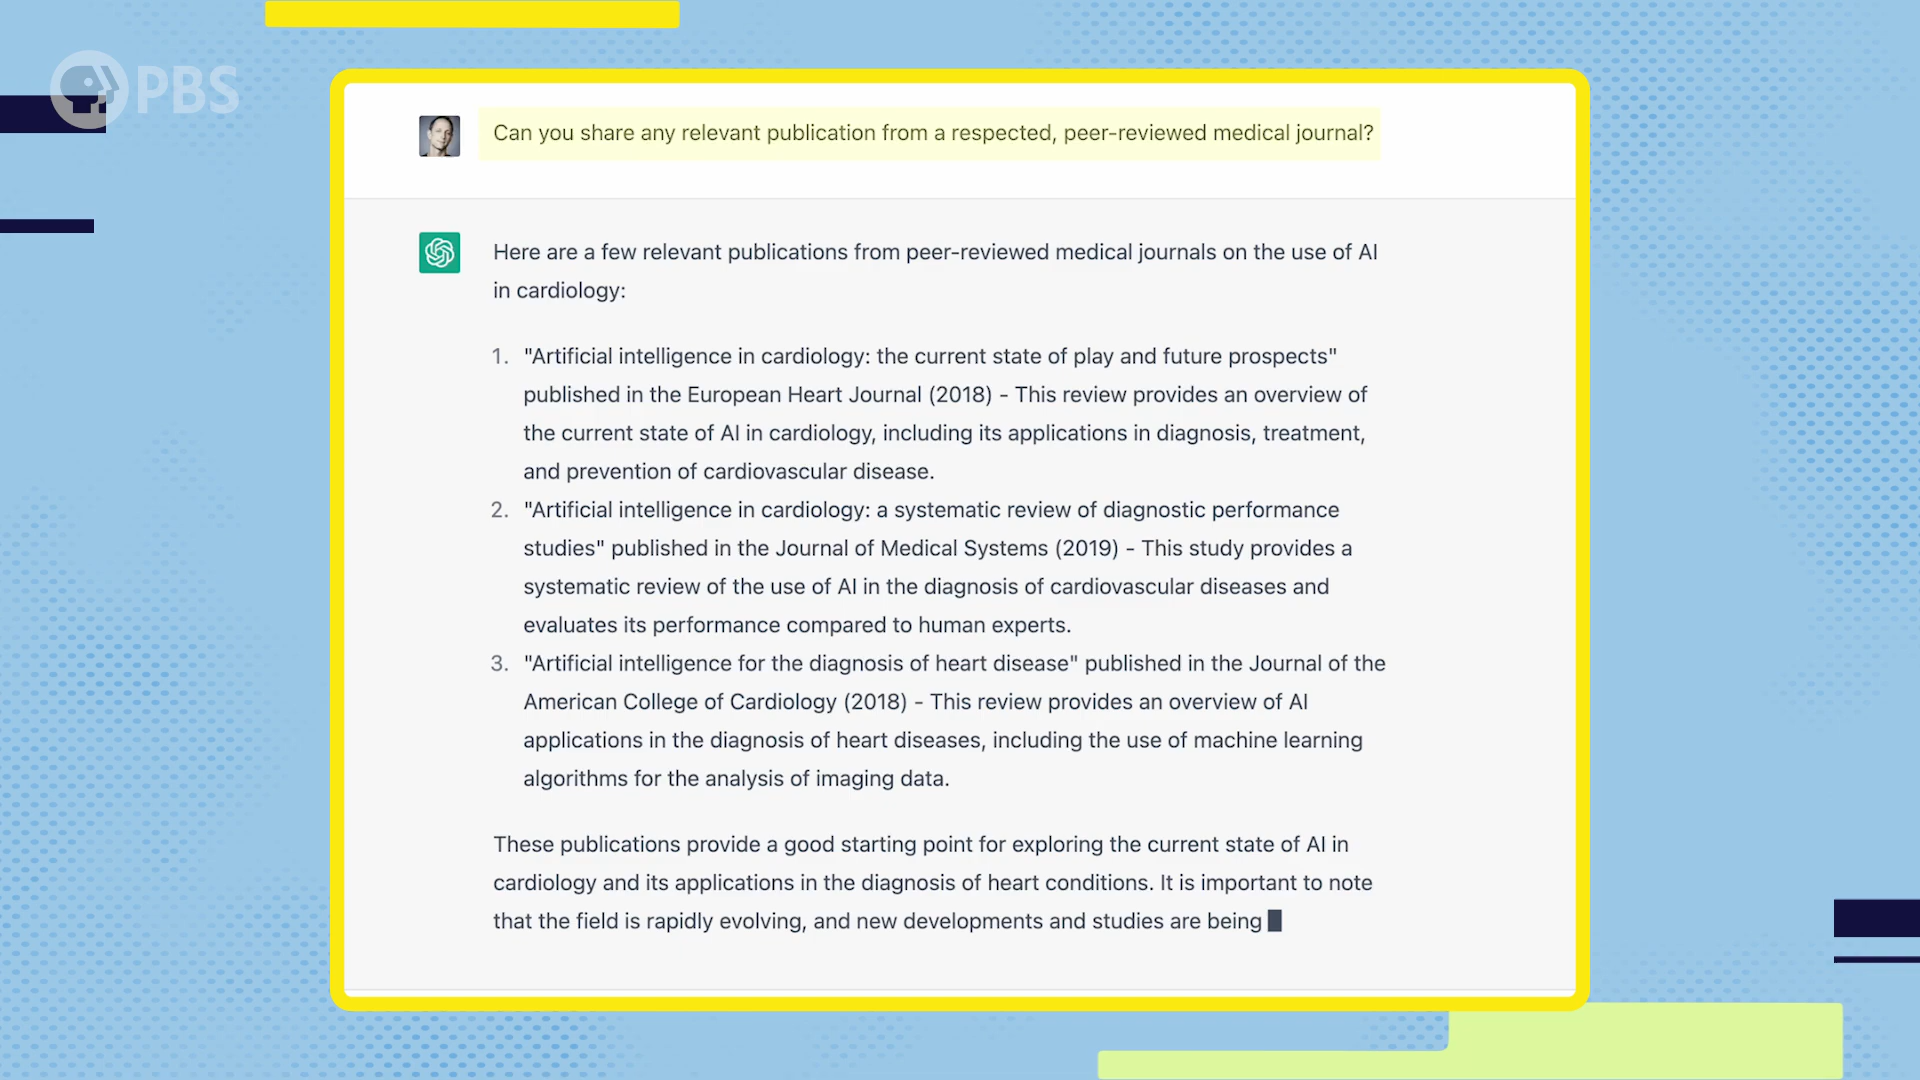 PBS
Can you share any relevant publication from a respected, peer-reviewed medical journal?
Here are a few relevant publications from peer-reviewed medical journals on the use of AI
in cardiology:
1. "Artificial intelligence in cardiology: the current state of play and future prospects"
published in the European Heart Journal (2018) - This review provides an overview of
the current state of AI in cardiology, including its applications in diagnosis, treatment,
and prevention of cardiovascular disease.
2. "Artificial intelligence in cardiology: a systematic review of diagnostic performance
studies" published in the Journal of Medical Systems (2019) - This study provides a
systematic review of the use of AI in the diagnosis of cardiovascular diseases and
evaluates its performance compared to human experts.
3. "Artificial intelligence for the diagnosis of heart disease" published in the Journal of the
American College of Cardiology (2018) - This review provides an overview of AI
applications in the diagnosis of heart diseases, including the use of machine learning
algorithms for the analysis of imaging data.
These publications provide a good starting point for exploring the current state of AI in
cardiology and its applications in the diagnosis of heart conditions. It is important to note
that the field is rapidly evolving, and new developments and studies are being